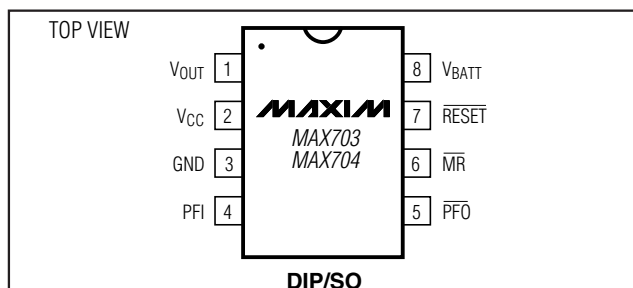 TOP VIEW
VOUT 1
8 VBATT
VCC 2
MAXIM
7 RESET
MAX703
MAX704
GND 3
6 MR
PFI 4
5 PFO
DIP/SO